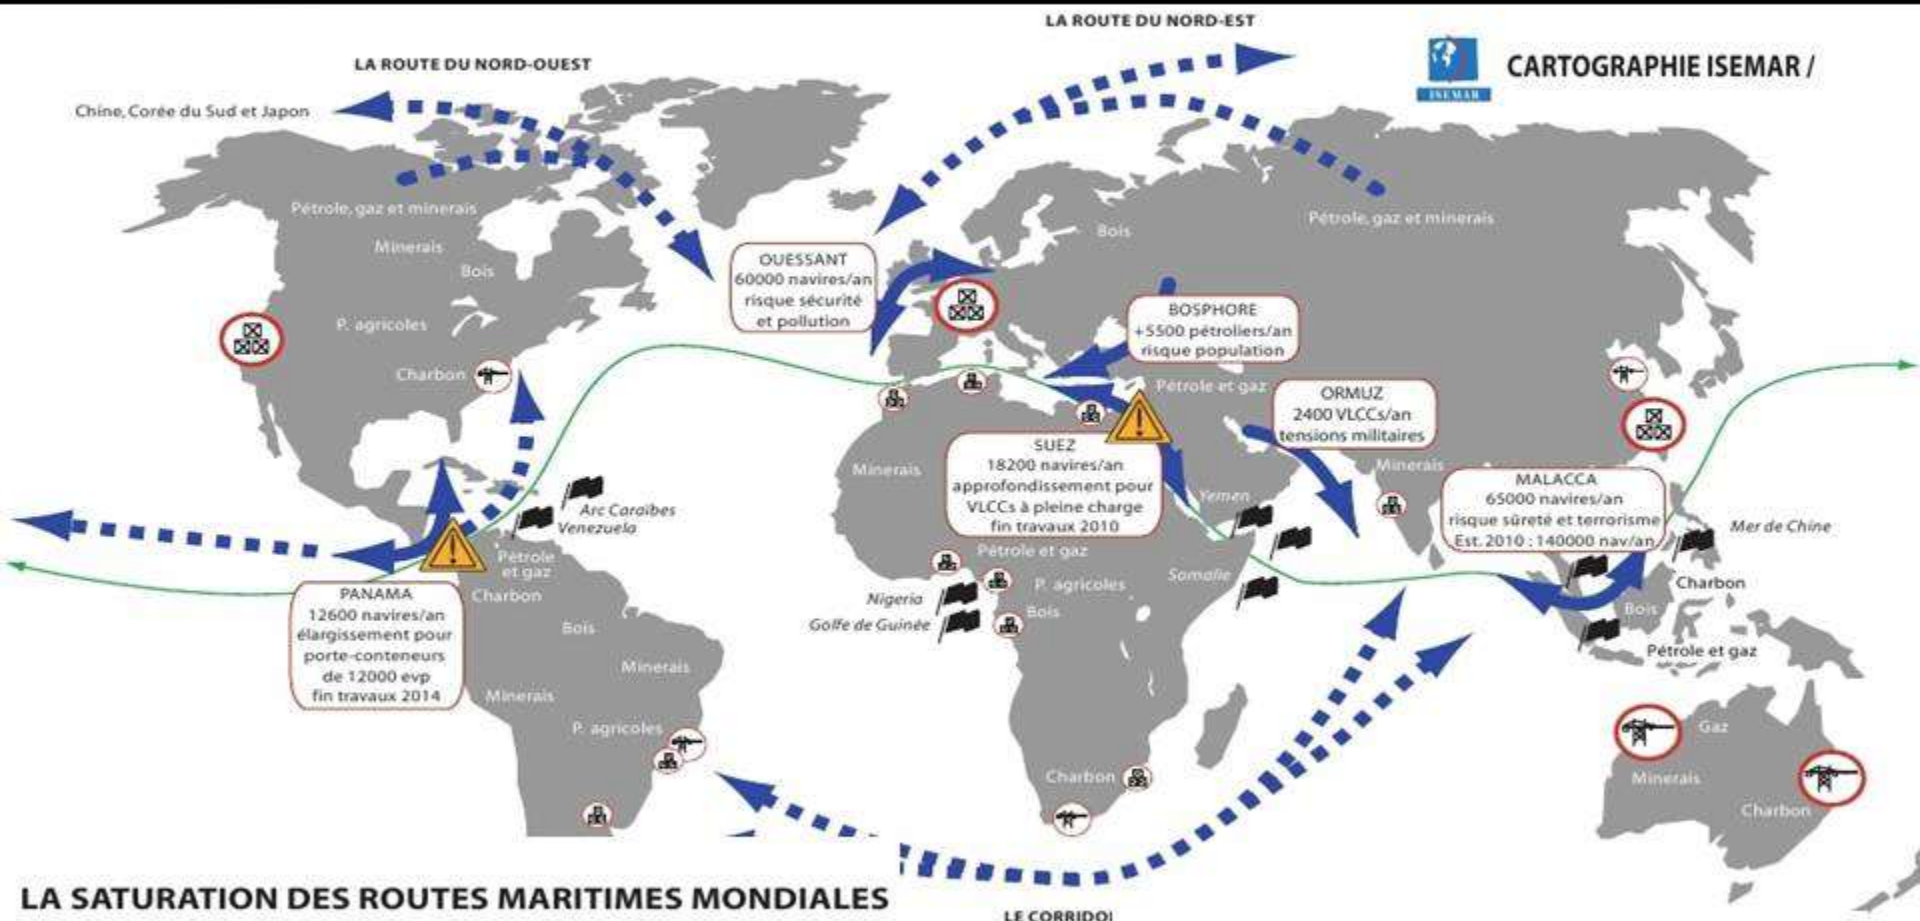 LA ROUTE DU NORD-EST
LA ROUTE DU NORD-OUEST
ISEMAR
CARTOGRAPHIE ISEMAR /
Chine, Corée du Sud et Japon
Pétrole, gaz et minerais
Minerais
Bois
P. agricoles
Charbon
OUESSANT
60000 navires/an
risque sécurité
et pollution
Bois
Pétrole, gaz et minerais
BOSPHORE
+5500 pétroliers/an
risque population
Pétrole et gaz
ORMUZ
2400 VLCCs/an
tensions militaires
SUEZ
18200 navires/an
approfondissement pour
VLCCs à pleine charge
fin travaux 2010
Minerais
Minerais
MALACCA
65000 navires/an
risque sûreté et terrorisme
Est. 2010 : 140000 nav/an
Mer de Chine
Arc Caraïbes
Venezuela
Yemen
Somalie
Pétrole
et gaz
Charbon
Bois
Minerais
Minerais
P. agricoles
PANAMA
12600 navires/an
élargissement pour
porte-conteneurs
de 12000 evp
fin travaux 2014
Pétrole et gaz
P. agricoles
Bois
Nigeria
Golfe de Guinée
Charbon
Charbon
Bois
Pétrole et gaz
Gaz
Minerais
Charbon
LA SATURATION DES ROUTES MARITIMES MONDIALES
LE CORRIDOI